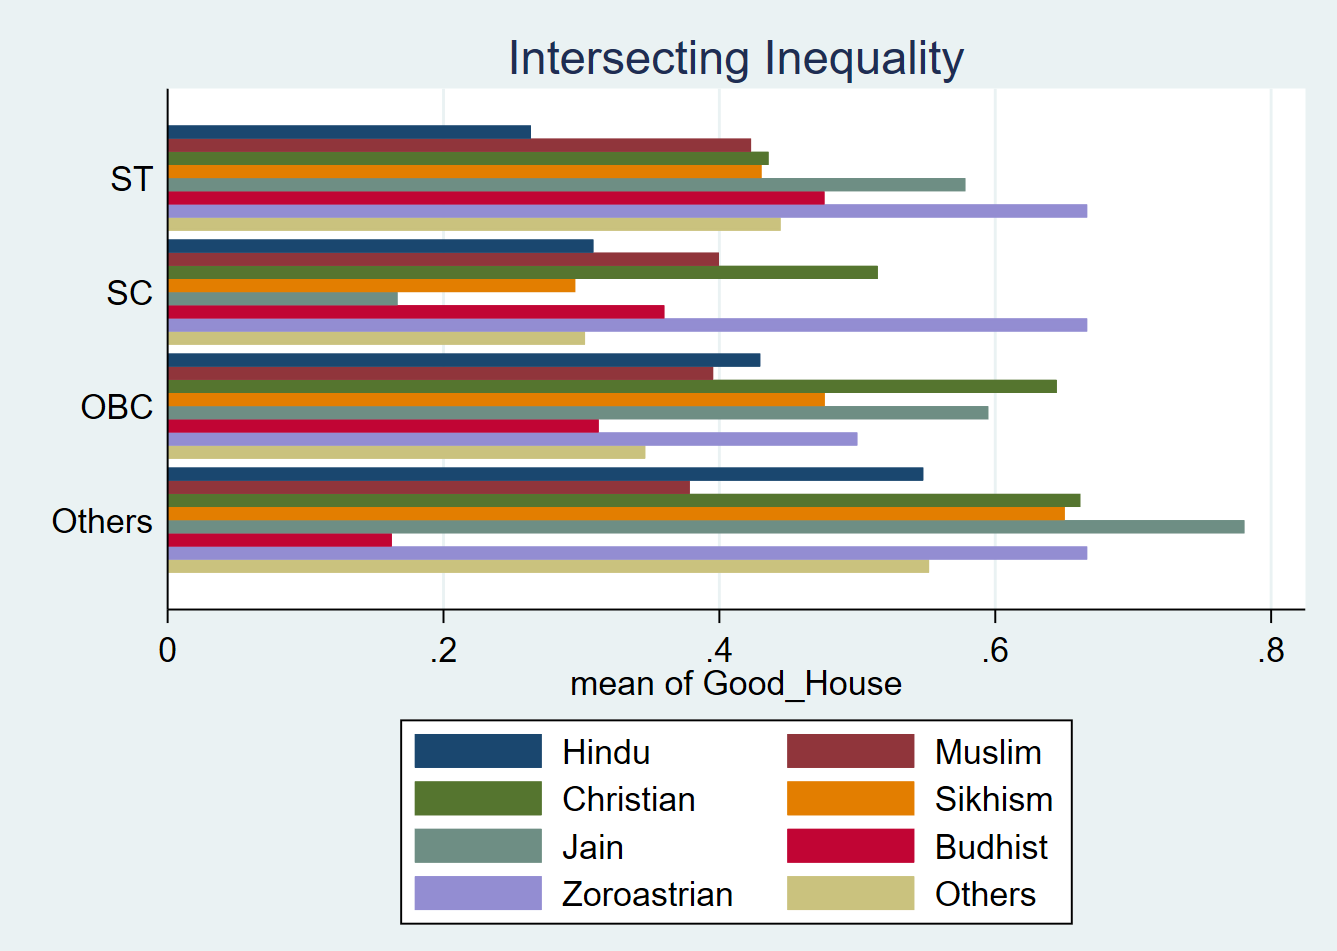 Intersecting Inequality
ST
SC
OBC
Others
0 .2 .4 .6 .8
mean of Good_House
Hindu Muslim
Christian Sikhism
Jain Budhist
Zoroastrian Others